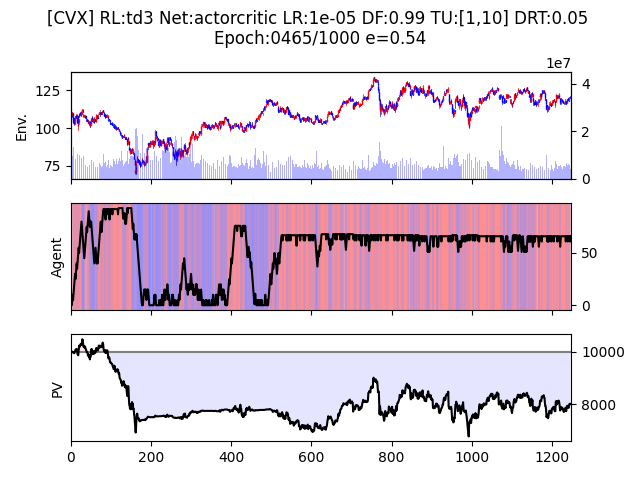 [CVX] RL:td3 Net:actorcritic LR:1e-05 DF:0.99 TU:[1,10] DRT:0.05
Epoch:0465/1000 e=0.54
1e7
Env.
125
100
75
4
2
0
Agent
50
0
PV
10000
8000
0 200 400 600 800 1000 1200